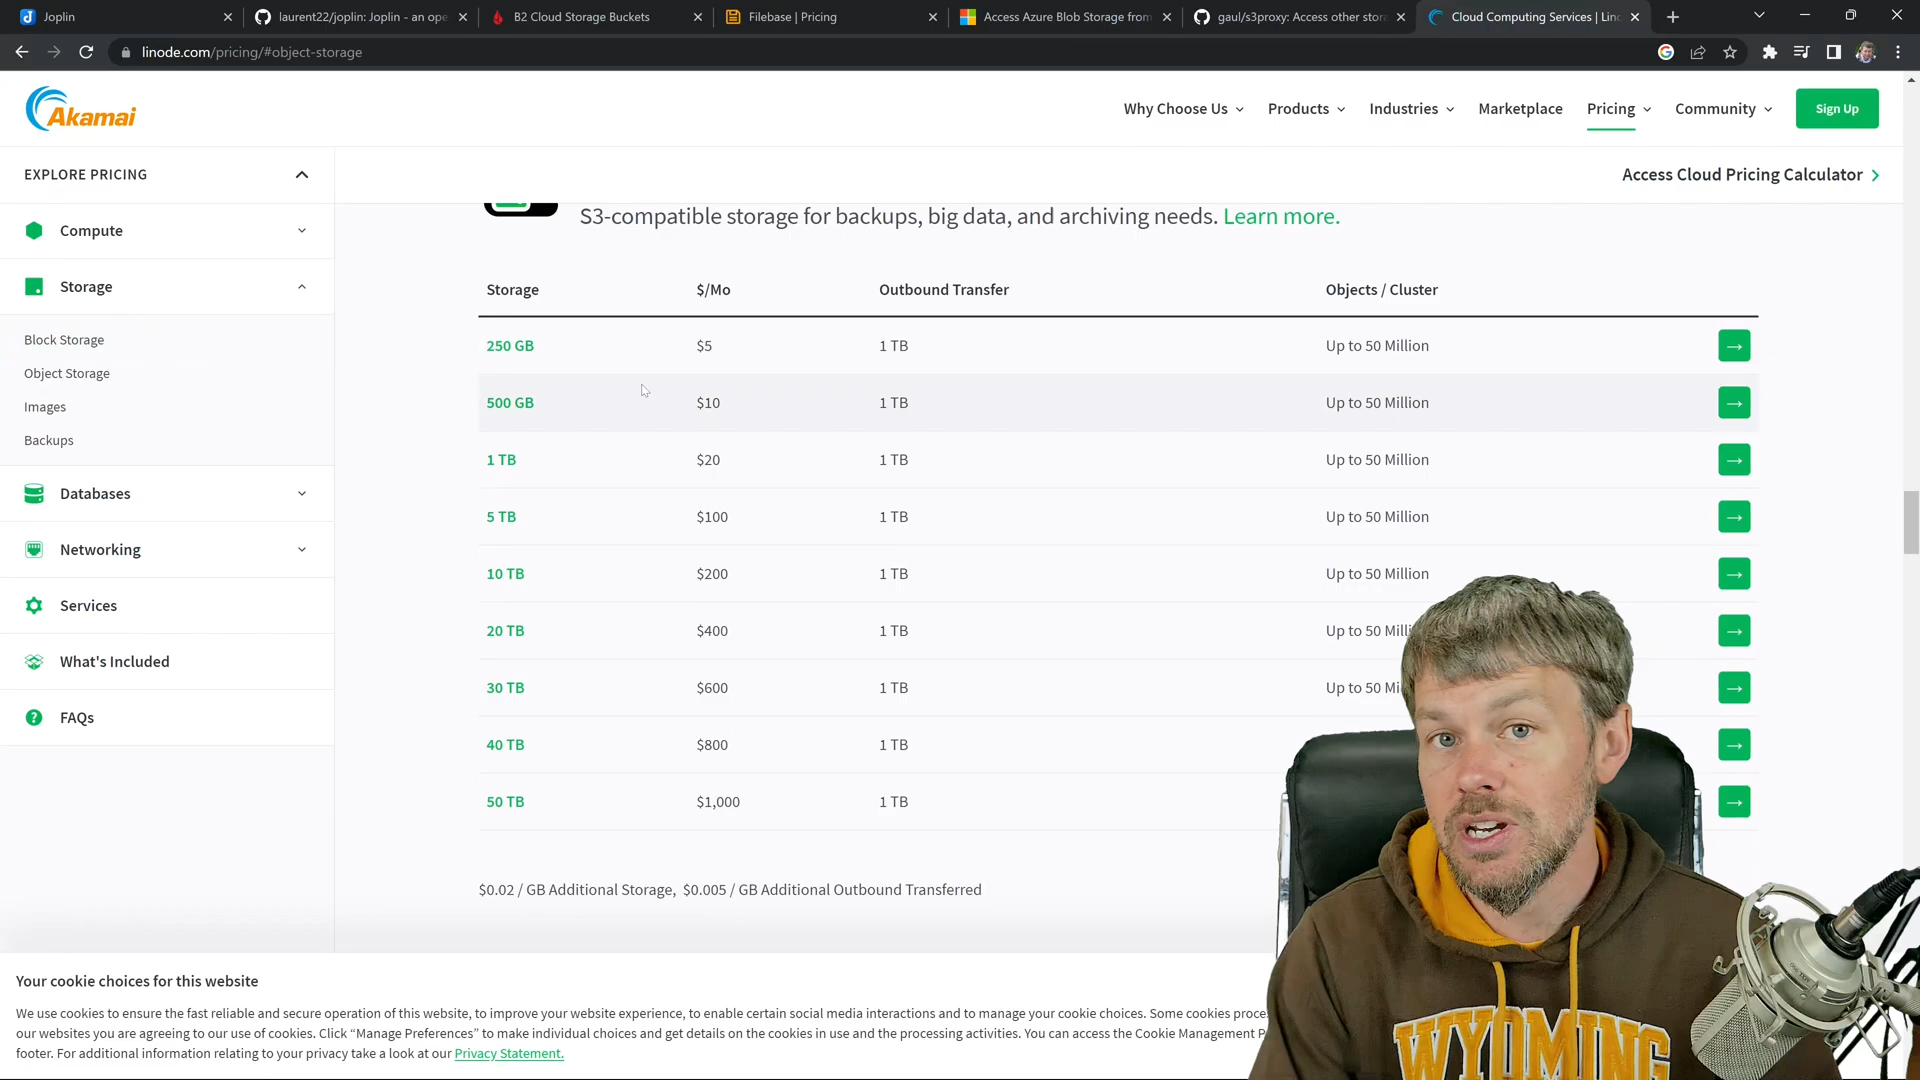 Joplin
laurent22/joplin: Joplin - an ope
B2 Cloud Storage Buckets
Filebase | Pricing
Access Azure Blob Storage from
gaul/s3proxy: Access other stora
Cloud Computing Services | Lino
linode.com/pricing/#object-storage
Akamai
Why Choose Us
Products
Industries
Marketplace
Pricing
Community
Sign Up
EXPLORE PRICING
Access Cloud Pricing Calculator
Compute
Storage
Block Storage
Object Storage
Images
Backups
Databases
Networking
Services
What's Included
FAQs
S3-compatible storage for backups, big data, and archiving needs. Learn more.
Storage $/Mo Outbound Transfer Objects / Cluster
250 GB $5 1 TB Up to 50 Million
500 GB $10 1 TB Up to 50 Million
1 TB $20 1 TB Up to 50 Million
5 TB $100 1 TB Up to 50 Million
10 TB $200 1 TB Up to 50 Million
20 TB $400 1 TB Up to 50 Milli
30 TB $600 1 TB Up to 50 Mi
40 TB $800 1 TB
50 TB $1,000 1 TB
$0.02 / GB Additional Storage, $0.005 / GB Additional Outbound Transferred
Your cookie choices for this website
We use cookies to ensure the fast reliable and secure operation of this website, to improve your website experience, to enable certain social media interactions and to manage your cookie choices. Some cookies proce
our websites you are agreeing to our use of cookies. Click “Manage Preferences” to make individual choices and get details on the cookies in use and the processing activities. You can access the Cookie Management P
footer. For additional information relating to your privacy take a look at our Privacy Statement.
WYOMING